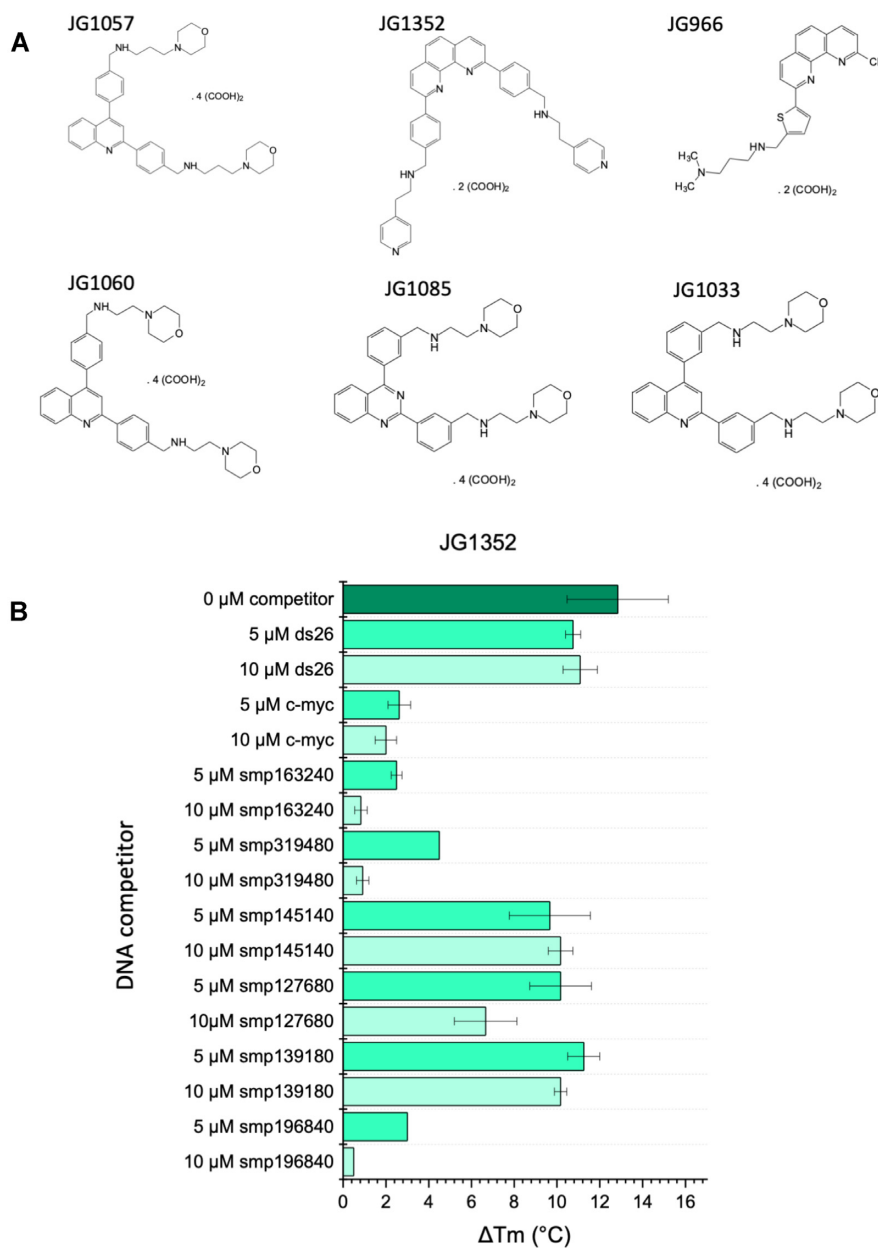 A
JG1057
JG1352
JG966
NH
N
O
. 4 (COOH)₂
N
NH
N
O
N
N
HN
N
HN
N
. 2 (COOH)₂
N
Cl
N
S
HN
H₃C
N
H₃C
. 2 (COOH)₂
JG1060
JG1085
JG1033
NH
N
O
. 4 (COOH)₂
N
NH
N
O
N
H
N
O
N
N
N
H
N
O
. 4 (COOH)₂
N
H
N
O
N
N
H
N
O
. 4 (COOH)₂
B
JG1352
DNA competitor
0 μM competitor
5 μM ds26
10 μM ds26
5 μM c-myc
10 μM c-myc
5 μM smp163240
10 μM smp163240
5 μM smp319480
10 μM smp319480
5 μM smp145140
10 μM smp145140
5 μM smp127680
10μM smp127680
5 μM smp139180
10 μM smp139180
5 μM smp196840
10 μM smp196840
0 2 4 6 8 10 12 14 16
ΔTm (°C)